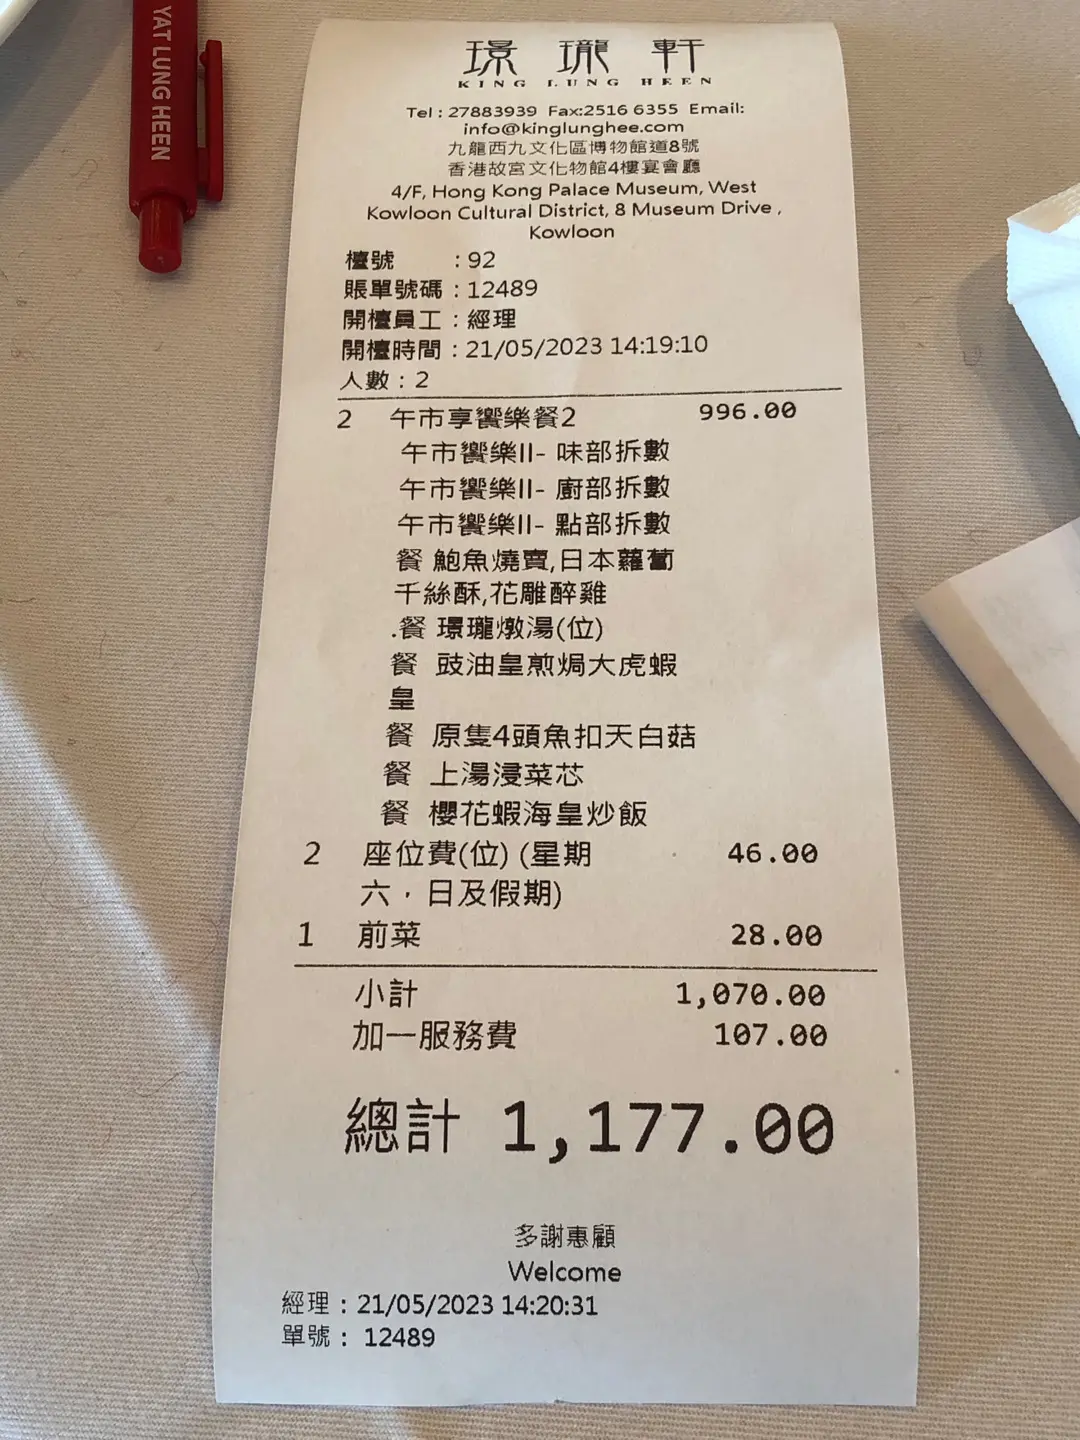 YAT LUNG HEEN
璟瓏軒
KING LUNG HEEN
Tel : 27883939 Fax:2516 6355 Email:
info@kinglunghee.com
九龍西九文化區博物館道8號
香港故宮文化物館4樓宴會廳
4/F, Hong Kong Palace Museum, West
Kowloon Cultural District, 8 Museum Drive ,
Kowloon
檯號 : 92
賬單號碼 : 12489
開檯員工 : 經理
開檯時間 : 21/05/2023 14:19:10
人數 : 2
2 午市享饗樂餐2 996.00
午市饗樂II- 味部拆數
午市饗樂II- 廚部拆數
午市饗樂II- 點部拆數
餐 鮑魚燒賣,日本蘿蔔
千絲酥,花雕醉雞
.餐 璟瓏燉湯(位)
餐 豉油皇煎焗大虎蝦
皇
餐 原隻4頭魚扣天白菇
餐 上湯浸菜芯
餐 櫻花蝦海皇炒飯
2 座位費(位) (星期 46.00
六，日及假期)
1 前菜 28.00
小計 1,070.00
加一服務費 107.00
總計 1,177.00
多謝惠顧
Welcome
經理 : 21/05/2023 14:20:31
單號 : 12489